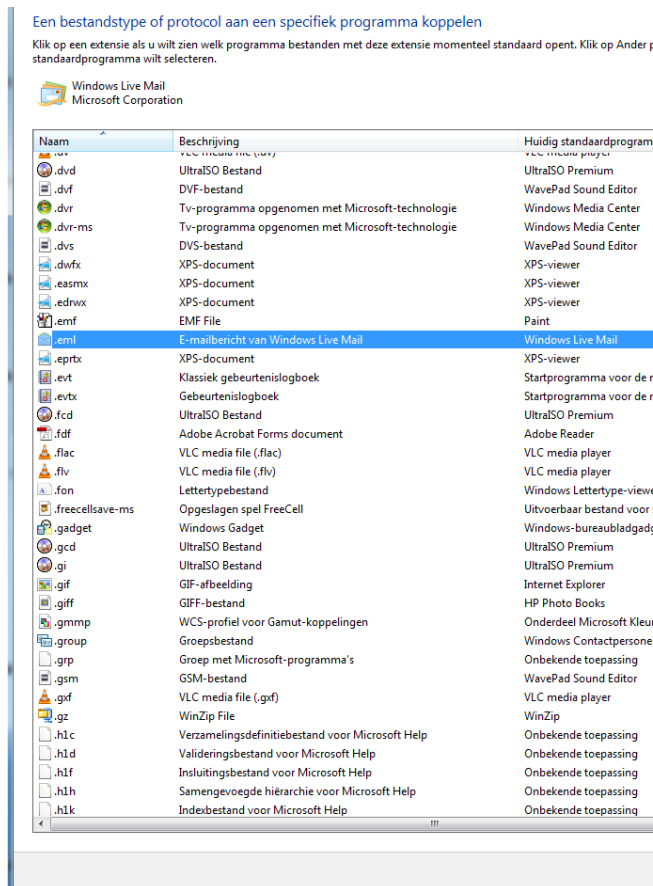 Een bestandstype of protocol aan een specifiek programma koppelen
Klik op een extensie als u wilt zien welk programma bestanden met deze extensie momenteel standaard opent. Klik op Ander
standaardprogramma wilt selecteren.
Windows Live Mail
Microsoft Corporation
Naam Beschrijving Huidig standaardprogram
.dv VLC media file (.dv) VLC media player
.dvd UltraISO Bestand UltraISO Premium
.dvf DVF-bestand WavePad Sound Editor
.dvr Tv-programma opgenomen met Microsoft-technologie Windows Media Center
.dvr-ms Tv-programma opgenomen met Microsoft-technologie Windows Media Center
.dvs DVS-bestand WavePad Sound Editor
.dwfx XPS-document XPS-viewer
.easmx XPS-document XPS-viewer
.edrwx XPS-document XPS-viewer
.emf EMF File Paint
.eml E-mailbericht van Windows Live Mail Windows Live Mail
.eprtx XPS-document XPS-viewer
.evt Klassiek gebeurtenislogboek Startprogramma voor de
.evtx Gebeurtenislogboek Startprogramma voor de
.fcd UltraISO Bestand UltraISO Premium
.fdf Adobe Acrobat Forms document Adobe Reader
.flac VLC media file (.flac) VLC media player
.flv VLC media file (.flv) VLC media player
.fon Lettertypebestand Windows Lettertype-viewe
.freecellsave-ms Opgeslagen spel FreeCell Uitvoerbaar bestand voor
.gadget Windows Gadget Windows-bureaubladgadg
.gcd UltraISO Bestand UltraISO Premium
.gi UltraISO Bestand UltraISO Premium
.gif GIF-afbeelding Internet Explorer
.giff GIFF-bestand HP Photo Books
.gmmp WCS-profiel voor Gamut-koppelingen Onderdeel Microsoft Kleur
.group Groepsbestand Windows Contactpersone
.grp Groep met Microsoft-programma's Onbekende toepassing
.gsm GSM-bestand WavePad Sound Editor
.gxf VLC media file (.gxf) VLC media player
.gz WinZip File WinZip
.h1c Verzamelingsdefinitiebestand voor Microsoft Help Onbekende toepassing
.h1d Valideringsbestand voor Microsoft Help Onbekende toepassing
.h1f Insluitingsbestand voor Microsoft Help Onbekende toepassing
.h1h Samengevoegde hiërarchie voor Microsoft Help Onbekende toepassing
.h1k Indexbestand voor Microsoft Help Onbekende toepassing